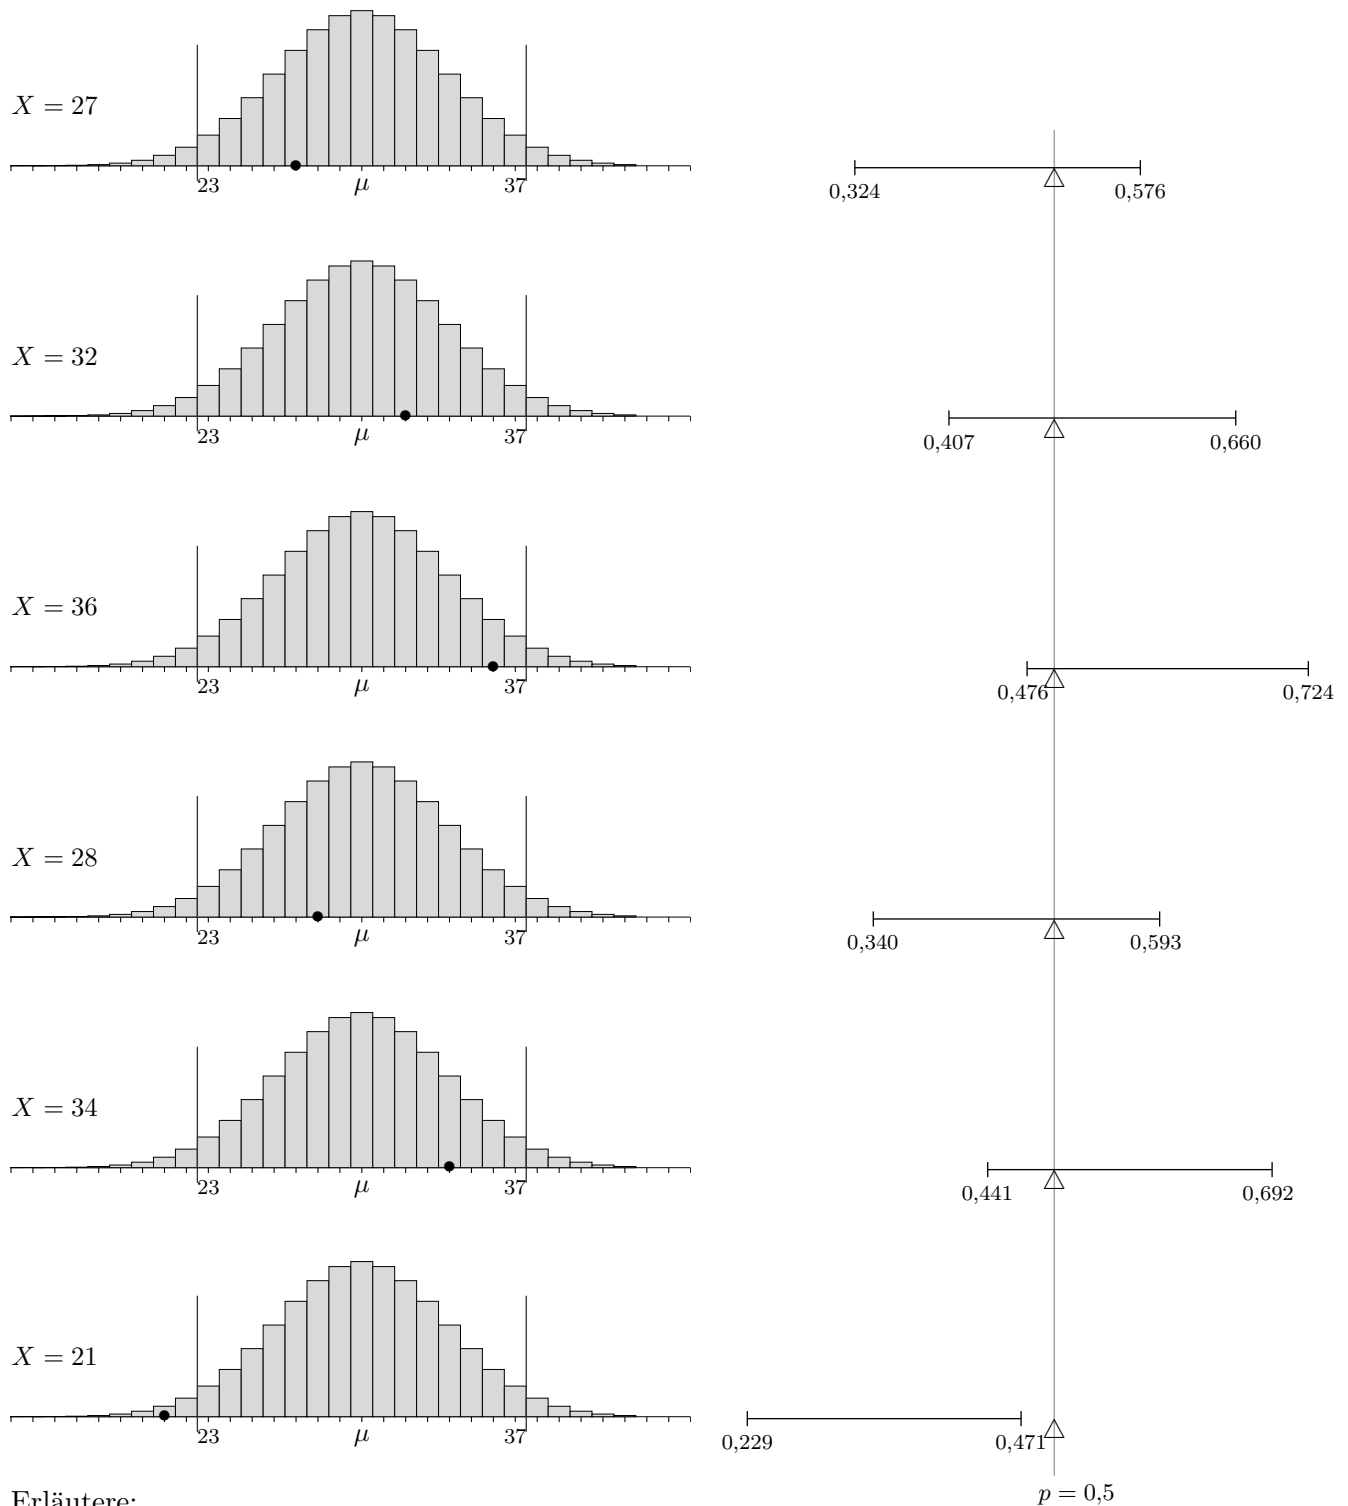 X = 27
23 μ 37
0,324 0,576
X = 32
23 μ 37
0,407 0,660
X = 36
23 μ 37
0,476 0,724
X = 28
23 μ 37
0,340 0,593
X = 34
23 μ 37
0,441 0,692
X = 21
23 μ 37
0,229 0,471
p = 0,5
Erläutere: